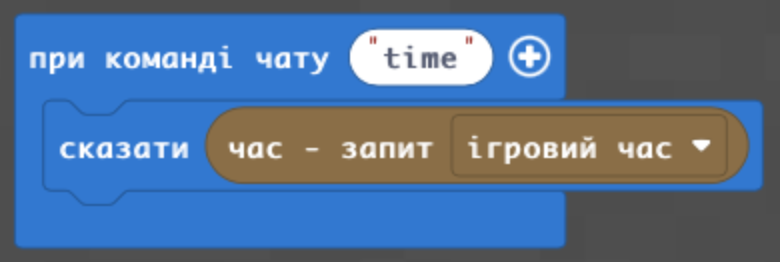 при команді чату "time"
сказати час - запит ігровий час